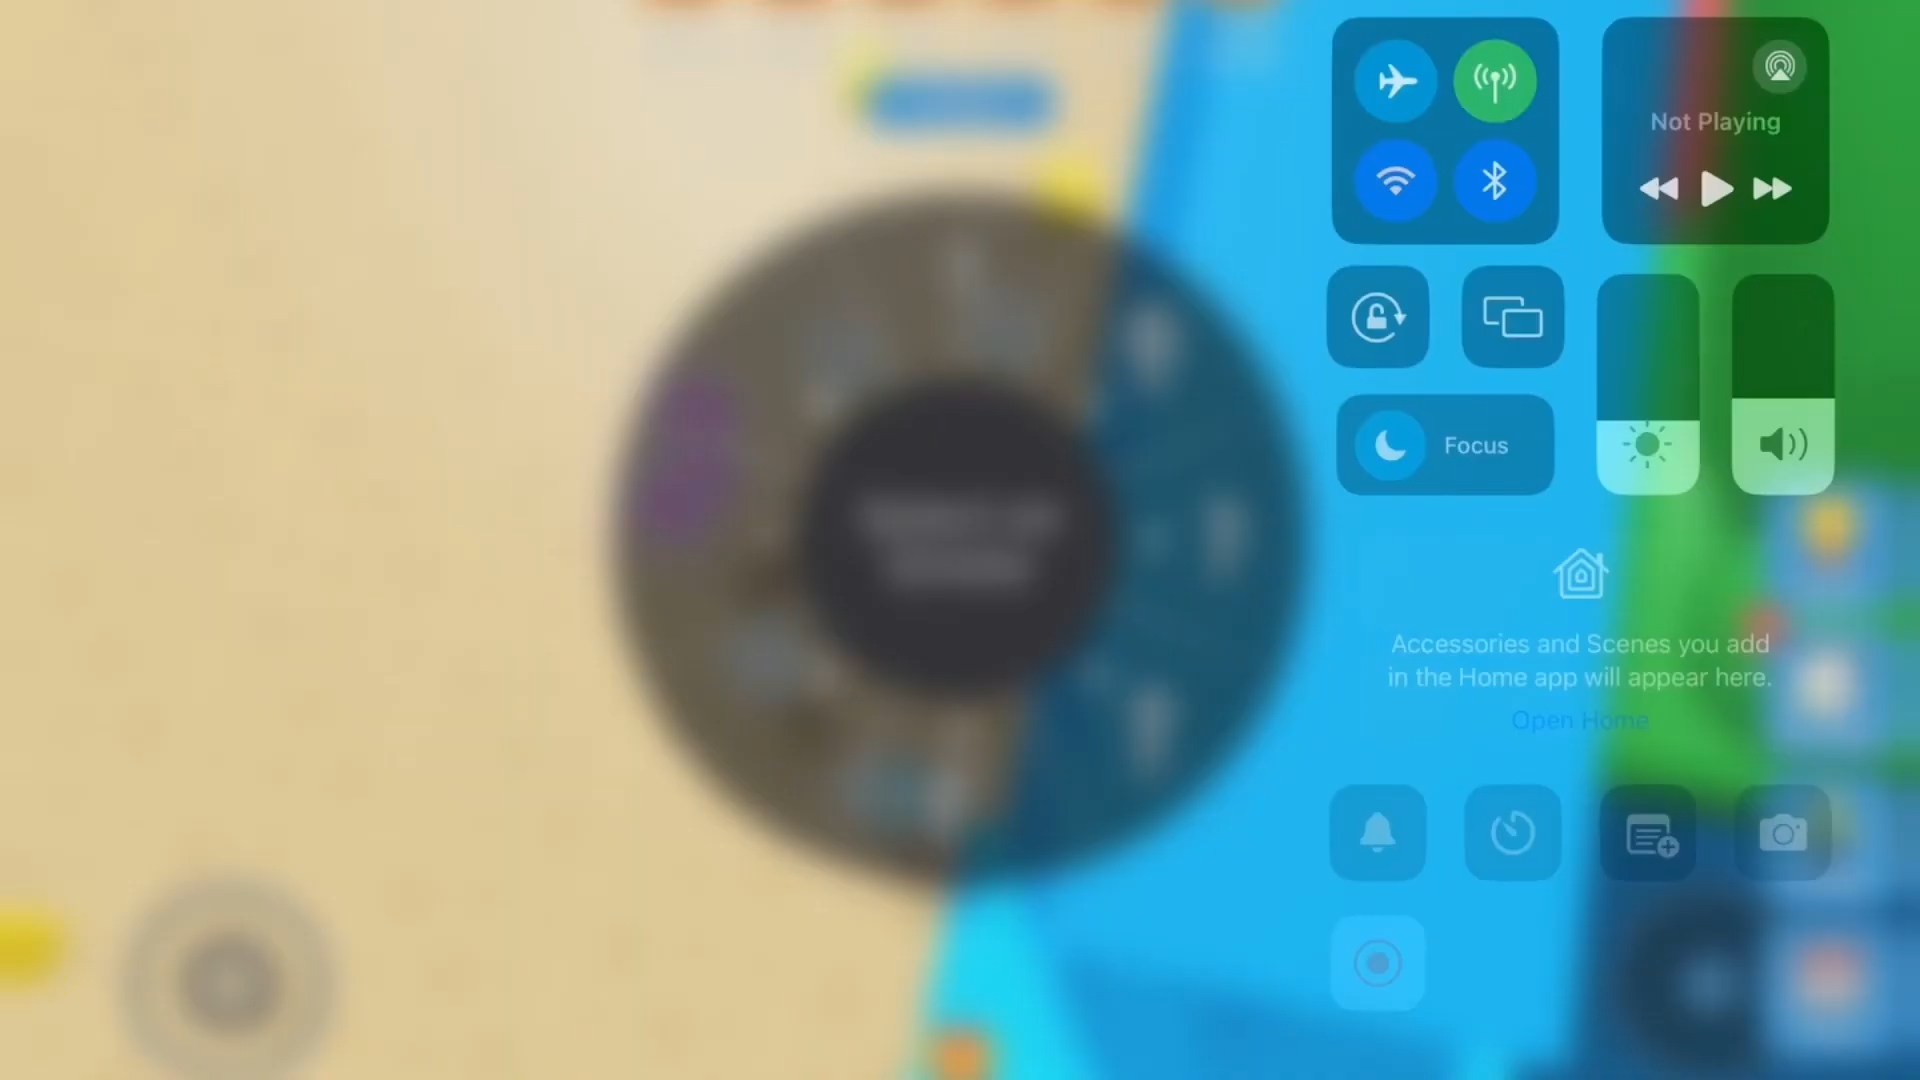 Not Playing
Focus
Accessories and Scenes you add
in the Home app will appear here.
Open Home